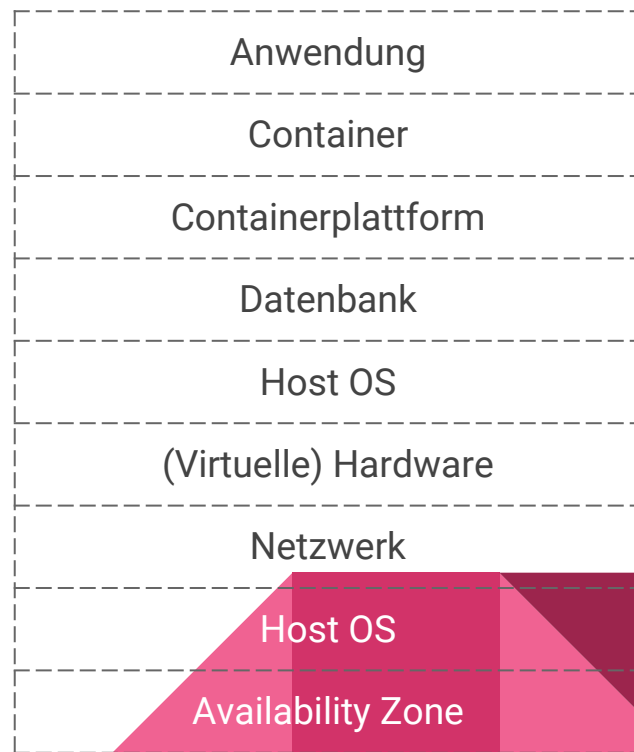 Anwendung
Container
Containerplattform
Datenbank
Host OS
(Virtuelle) Hardware
Netzwerk
Host OS
Availability Zone